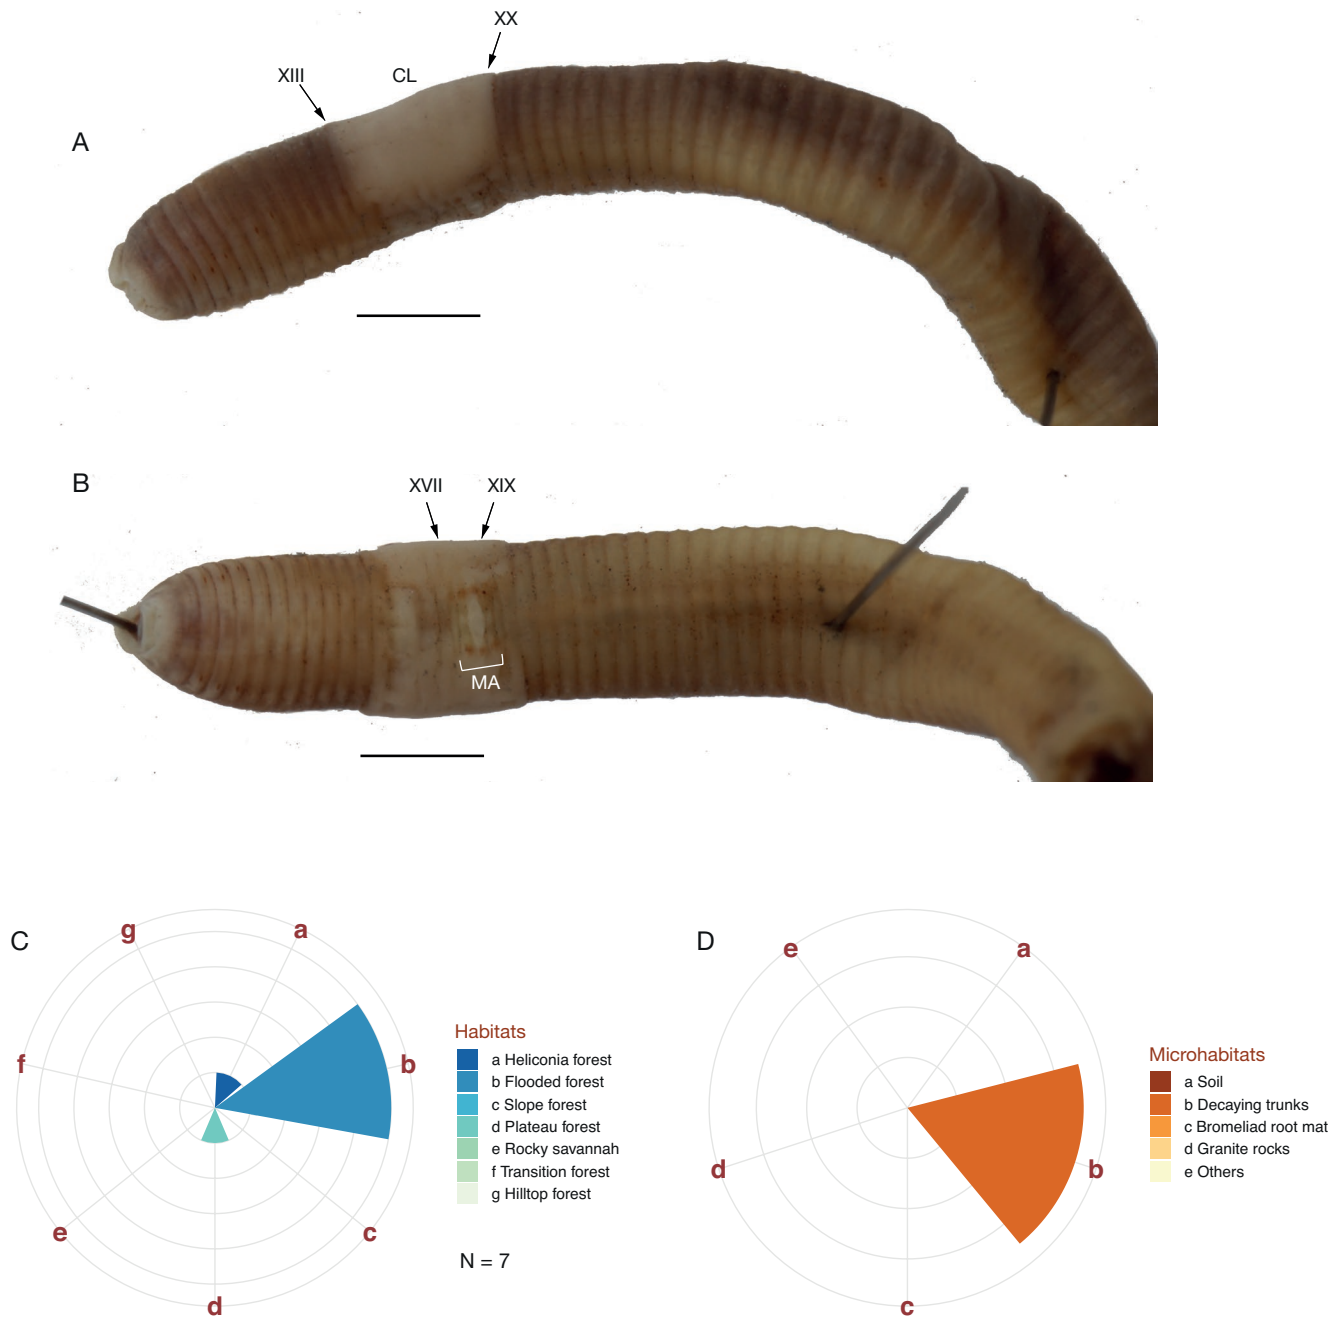 XX
XIII
CL
A
B
XVII
XIX
MA
C
g
a
f
b
e
c
d
Habitats
a Heliconia forest
b Flooded forest
c Slope forest
d Plateau forest
e Rocky savannah
f Transition forest
g Hilltop forest
N = 7
D
e
a
d
b
c
Microhabitats
a Soil
b Decaying trunks
c Bromeliad root mat
d Granite rocks
e Others